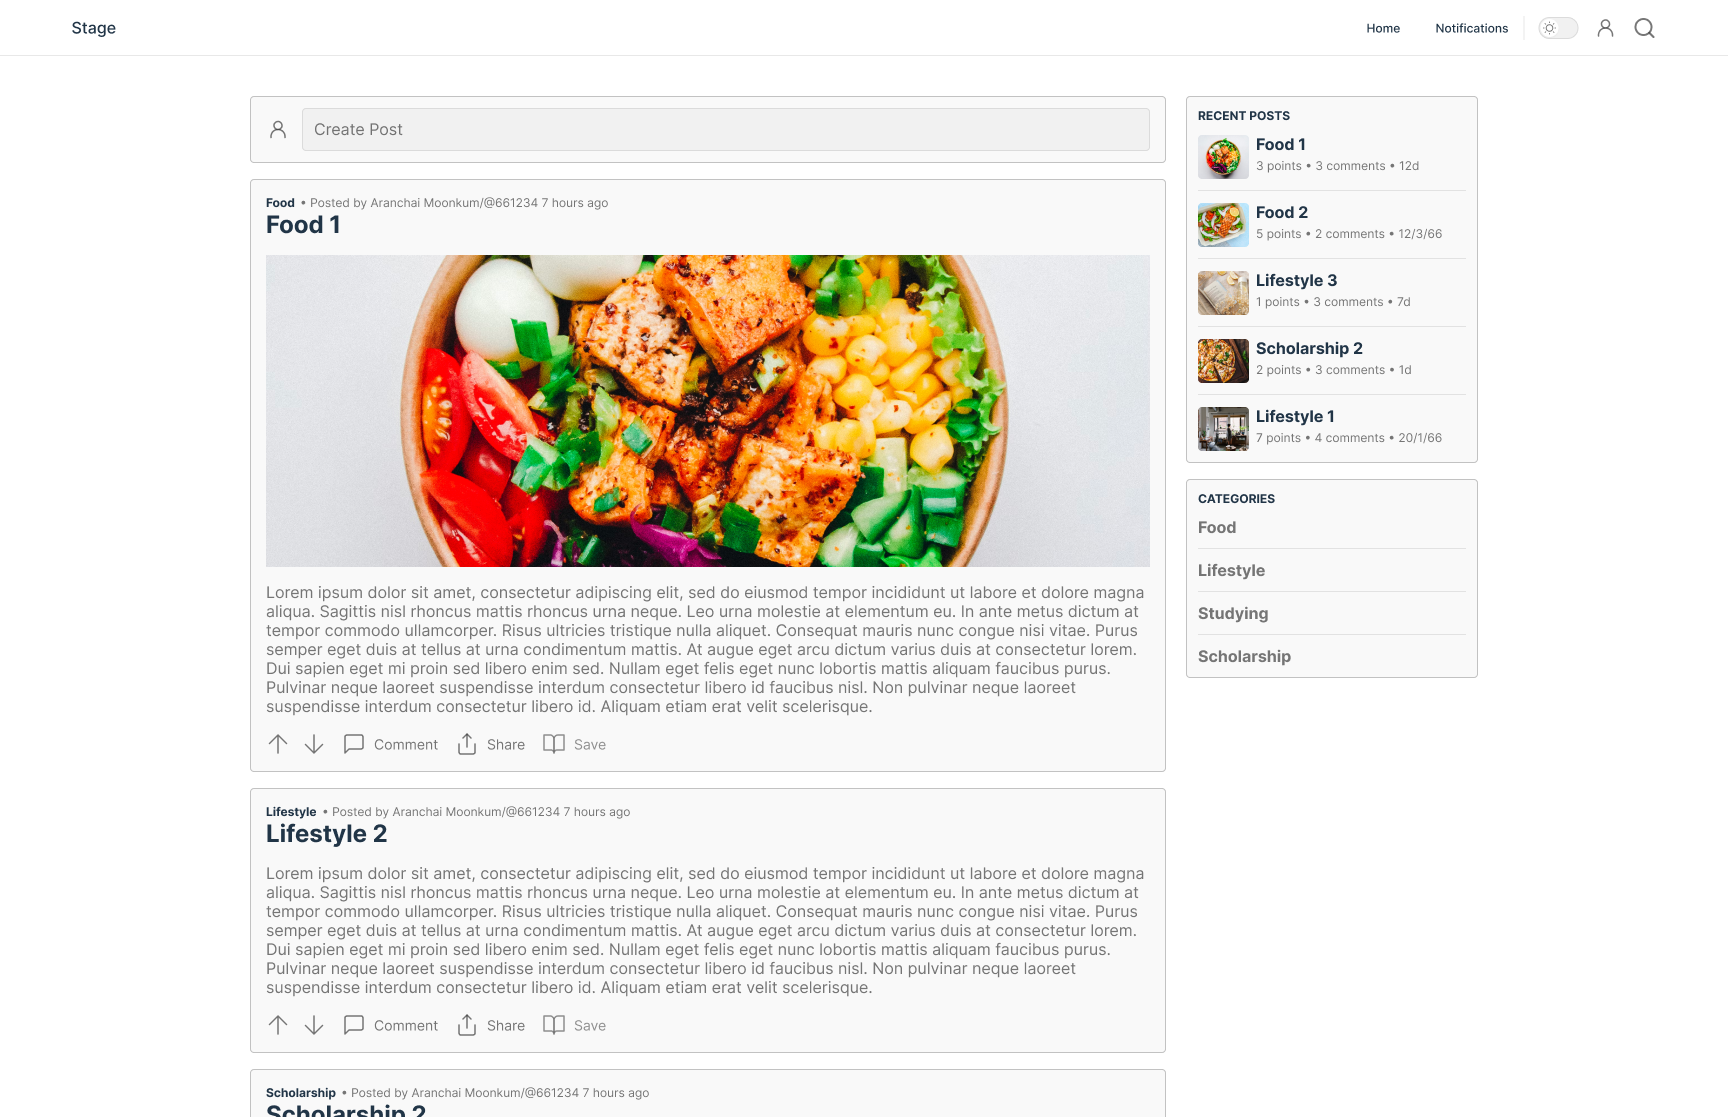 Stage
Home
Notifications
Create Post
Food • Posted by Aranchai Moonkum/@661234 7 hours ago
Food 1
Lorem ipsum dolor sit amet, consectetur adipiscing elit, sed do eiusmod tempor incididunt ut labore et dolore magna
aliqua. Sagittis nisl rhoncus mattis rhoncus urna neque. Leo urna molestie at elementum eu. In ante metus dictum at
tempor commodo ullamcorper. Risus ultricies tristique nulla aliquet. Consequat mauris nunc congue nisi vitae. Purus
semper eget duis at tellus at urna condimentum mattis. At augue eget arcu dictum varius duis at consectetur lorem.
Dui sapien eget mi proin sed libero enim sed. Nullam eget felis eget nunc lobortis mattis aliquam faucibus purus.
Pulvinar neque laoreet suspendisse interdum consectetur libero id faucibus nisl. Non pulvinar neque laoreet
suspendisse interdum consectetur libero id. Aliquam etiam erat velit scelerisque.
Comment
Share
Save
Lifestyle • Posted by Aranchai Moonkum/@661234 7 hours ago
Lifestyle 2
Lorem ipsum dolor sit amet, consectetur adipiscing elit, sed do eiusmod tempor incididunt ut labore et dolore magna
aliqua. Sagittis nisl rhoncus mattis rhoncus urna neque. Leo urna molestie at elementum eu. In ante metus dictum at
tempor commodo ullamcorper. Risus ultricies tristique nulla aliquet. Consequat mauris nunc congue nisi vitae. Purus
semper eget duis at tellus at urna condimentum mattis. At augue eget arcu dictum varius duis at consectetur lorem.
Dui sapien eget mi proin sed libero enim sed. Nullam eget felis eget nunc lobortis mattis aliquam faucibus purus.
Pulvinar neque laoreet suspendisse interdum consectetur libero id faucibus nisl. Non pulvinar neque laoreet
suspendisse interdum consectetur libero id. Aliquam etiam erat velit scelerisque.
Comment
Share
Save
Scholarship • Posted by Aranchai Moonkum/@661234 7 hours ago
Scholarship 2
RECENT POSTS
Food 1
3 points • 3 comments • 12d
Food 2
5 points • 2 comments • 12/3/66
Lifestyle 3
1 points • 3 comments • 7d
Scholarship 2
2 points • 3 comments • 1d
Lifestyle 1
7 points • 4 comments • 20/1/66
CATEGORIES
Food
Lifestyle
Studying
Scholarship